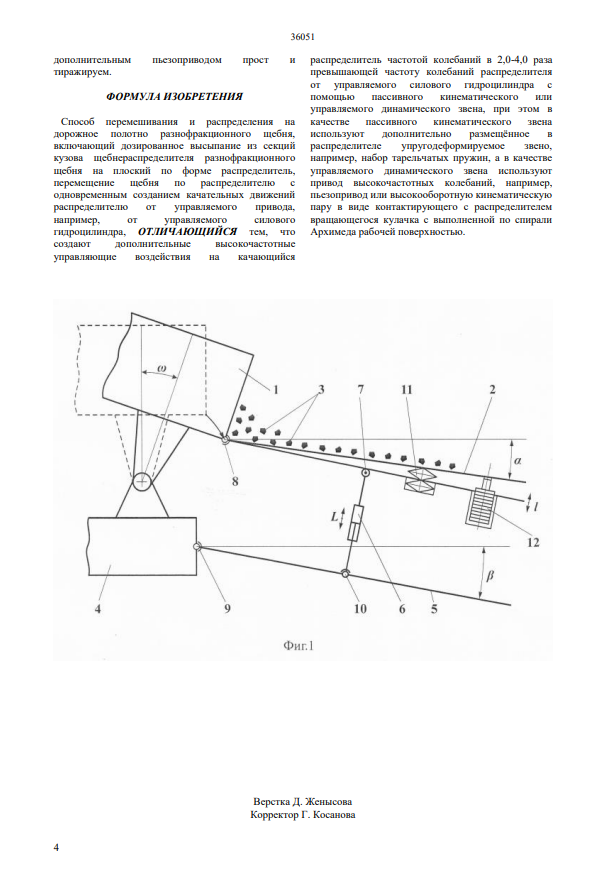 36051
дополнительным пьезоприводом прост и
тиражируем.
ФОРМУЛА ИЗОБРЕТЕНИЯ
Способ перемешивания и распределения на
дорожное полотно разнофракционного щебня,
включающий дозированное высыпание из секций
кузова щебнераспределителя разнофракционного
щебня на плоский по форме распределитель,
перемещение щебня по распределителю с
одновременным созданием качательных движений
распределителю от управляемого привода,
например, от управляемого силового
гидроцилиндра, ОТЛИЧАЮЩИЙСЯ тем, что
создают дополнительные высокочастотные
управляющие воздействия на качающийся
распределитель частотой колебаний в 2,0-4,0 раза
превышающей частоту колебаний распределителя
от управляемого силового гидроцилиндра с
помощью пассивного кинематического или
управляемого динамического звена, при этом в
качестве пассивного кинематического звена
используют дополнительно размещённое в
распределителе упругодеформируемое звено,
например, набор тарельчатых пружин, а в качестве
управляемого динамического звена используют
привод высокочастотных колебаний, например,
пьезопривод или высокооборотную кинематическую
пару в виде контактирующего с распределителем
вращающегося кулачка с выполненной по спирали
Архимеда рабочей поверхностью.
ω
1 3 7 11 2
α
8
L
l
12
β
4 9 10 6 5
Фиг.1
Верстка Д. Женысова
Корректор Г. Косанова
4